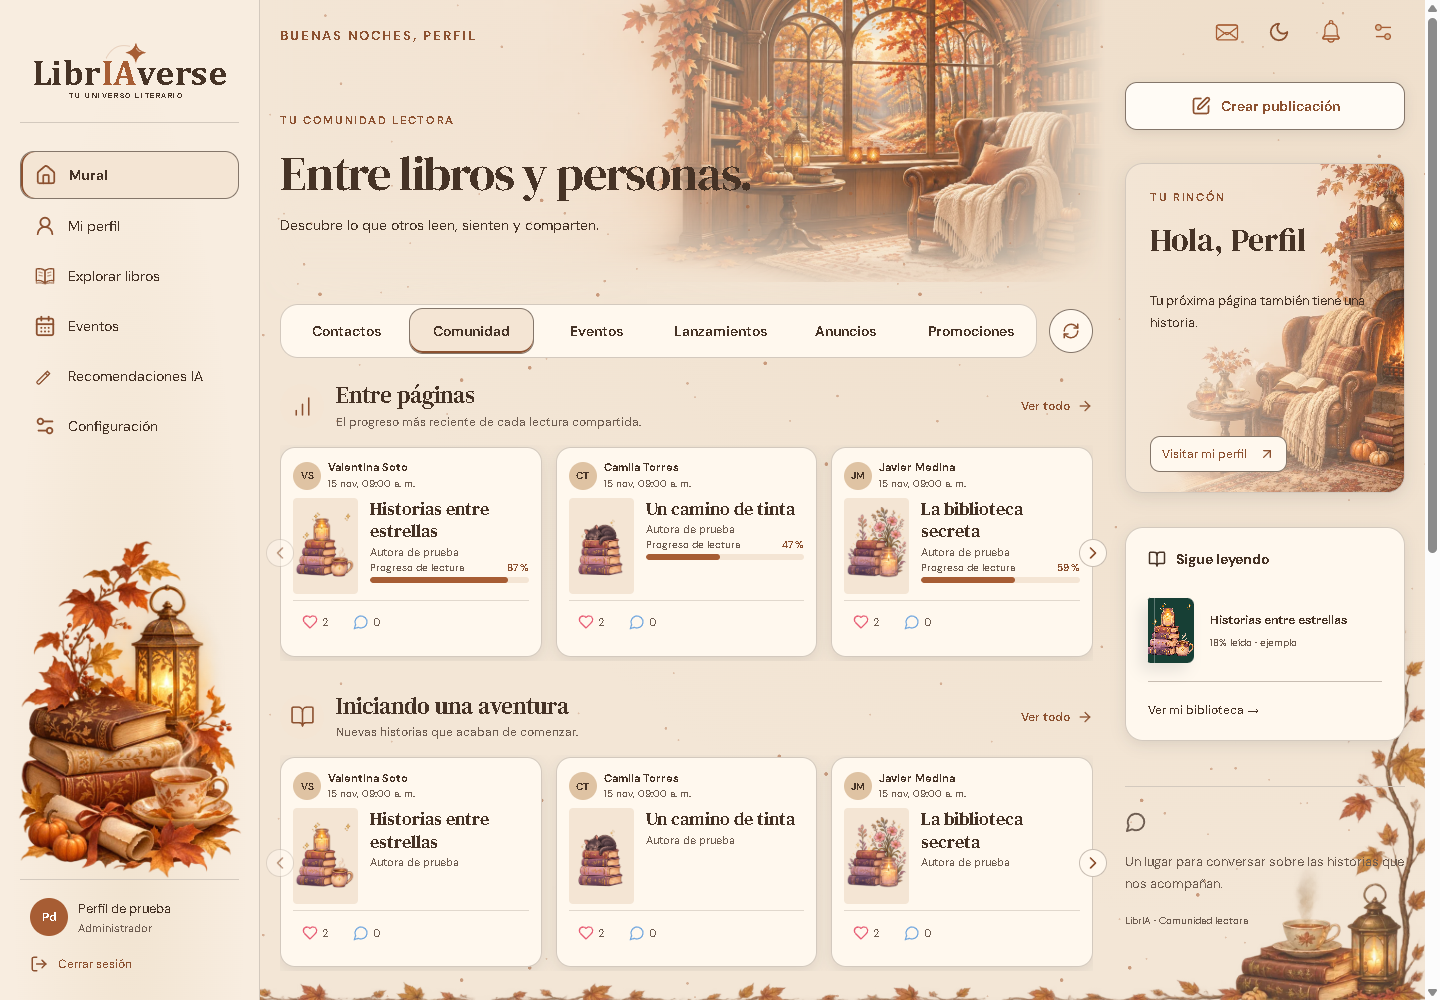 LibrIAverse
TU UNIVERSO LITERARIO
Mural
Mi perfil
Explorar libros
Eventos
Recomendaciones IA
Configuración
Pd
Perfil de prueba
Administrador
Cerrar sesión
BUENAS NOCHES, PERFIL
TU COMUNIDAD LECTORA
Entre libros y personas.
Descubre lo que otros leen, sienten y comparten.
Contactos
Comunidad
Eventos
Lanzamientos
Anuncios
Promociones
Entre páginas
El progreso más reciente de cada lectura compartida.
Ver todo →
VS
Valentina Soto
15 nov, 09:00 a. m.
Historias entre
estrellas
Autora de prueba
Progreso de lectura 87%
2 0
CT
Camila Torres
15 nov, 09:00 a. m.
Un camino de tinta
Autora de prueba
Progreso de lectura 47%
2 0
JM
Javier Medina
15 nov, 09:00 a. m.
La biblioteca
secreta
Autora de prueba
Progreso de lectura 59%
2 0
Iniciando una aventura
Nuevas historias que acaban de comenzar.
Ver todo →
VS
Valentina Soto
15 nov, 09:00 a. m.
Historias entre
estrellas
Autora de prueba
2 0
CT
Camila Torres
15 nov, 09:00 a. m.
Un camino de tinta
Autora de prueba
2 0
JM
Javier Medina
15 nov, 09:00 a. m.
La biblioteca
secreta
Autora de prueba
2 0
Crear publicación
TU RINCÓN
Hola, Perfil
Tu próxima página también tiene una
historia.
Visitar mi perfil
Sigue leyendo
Historias entre estrellas
18% leído · ejemplo
Ver mi biblioteca →
Un lugar para conversar sobre las historias que
nos acompañan.
LibrIA · Comunidad lectora